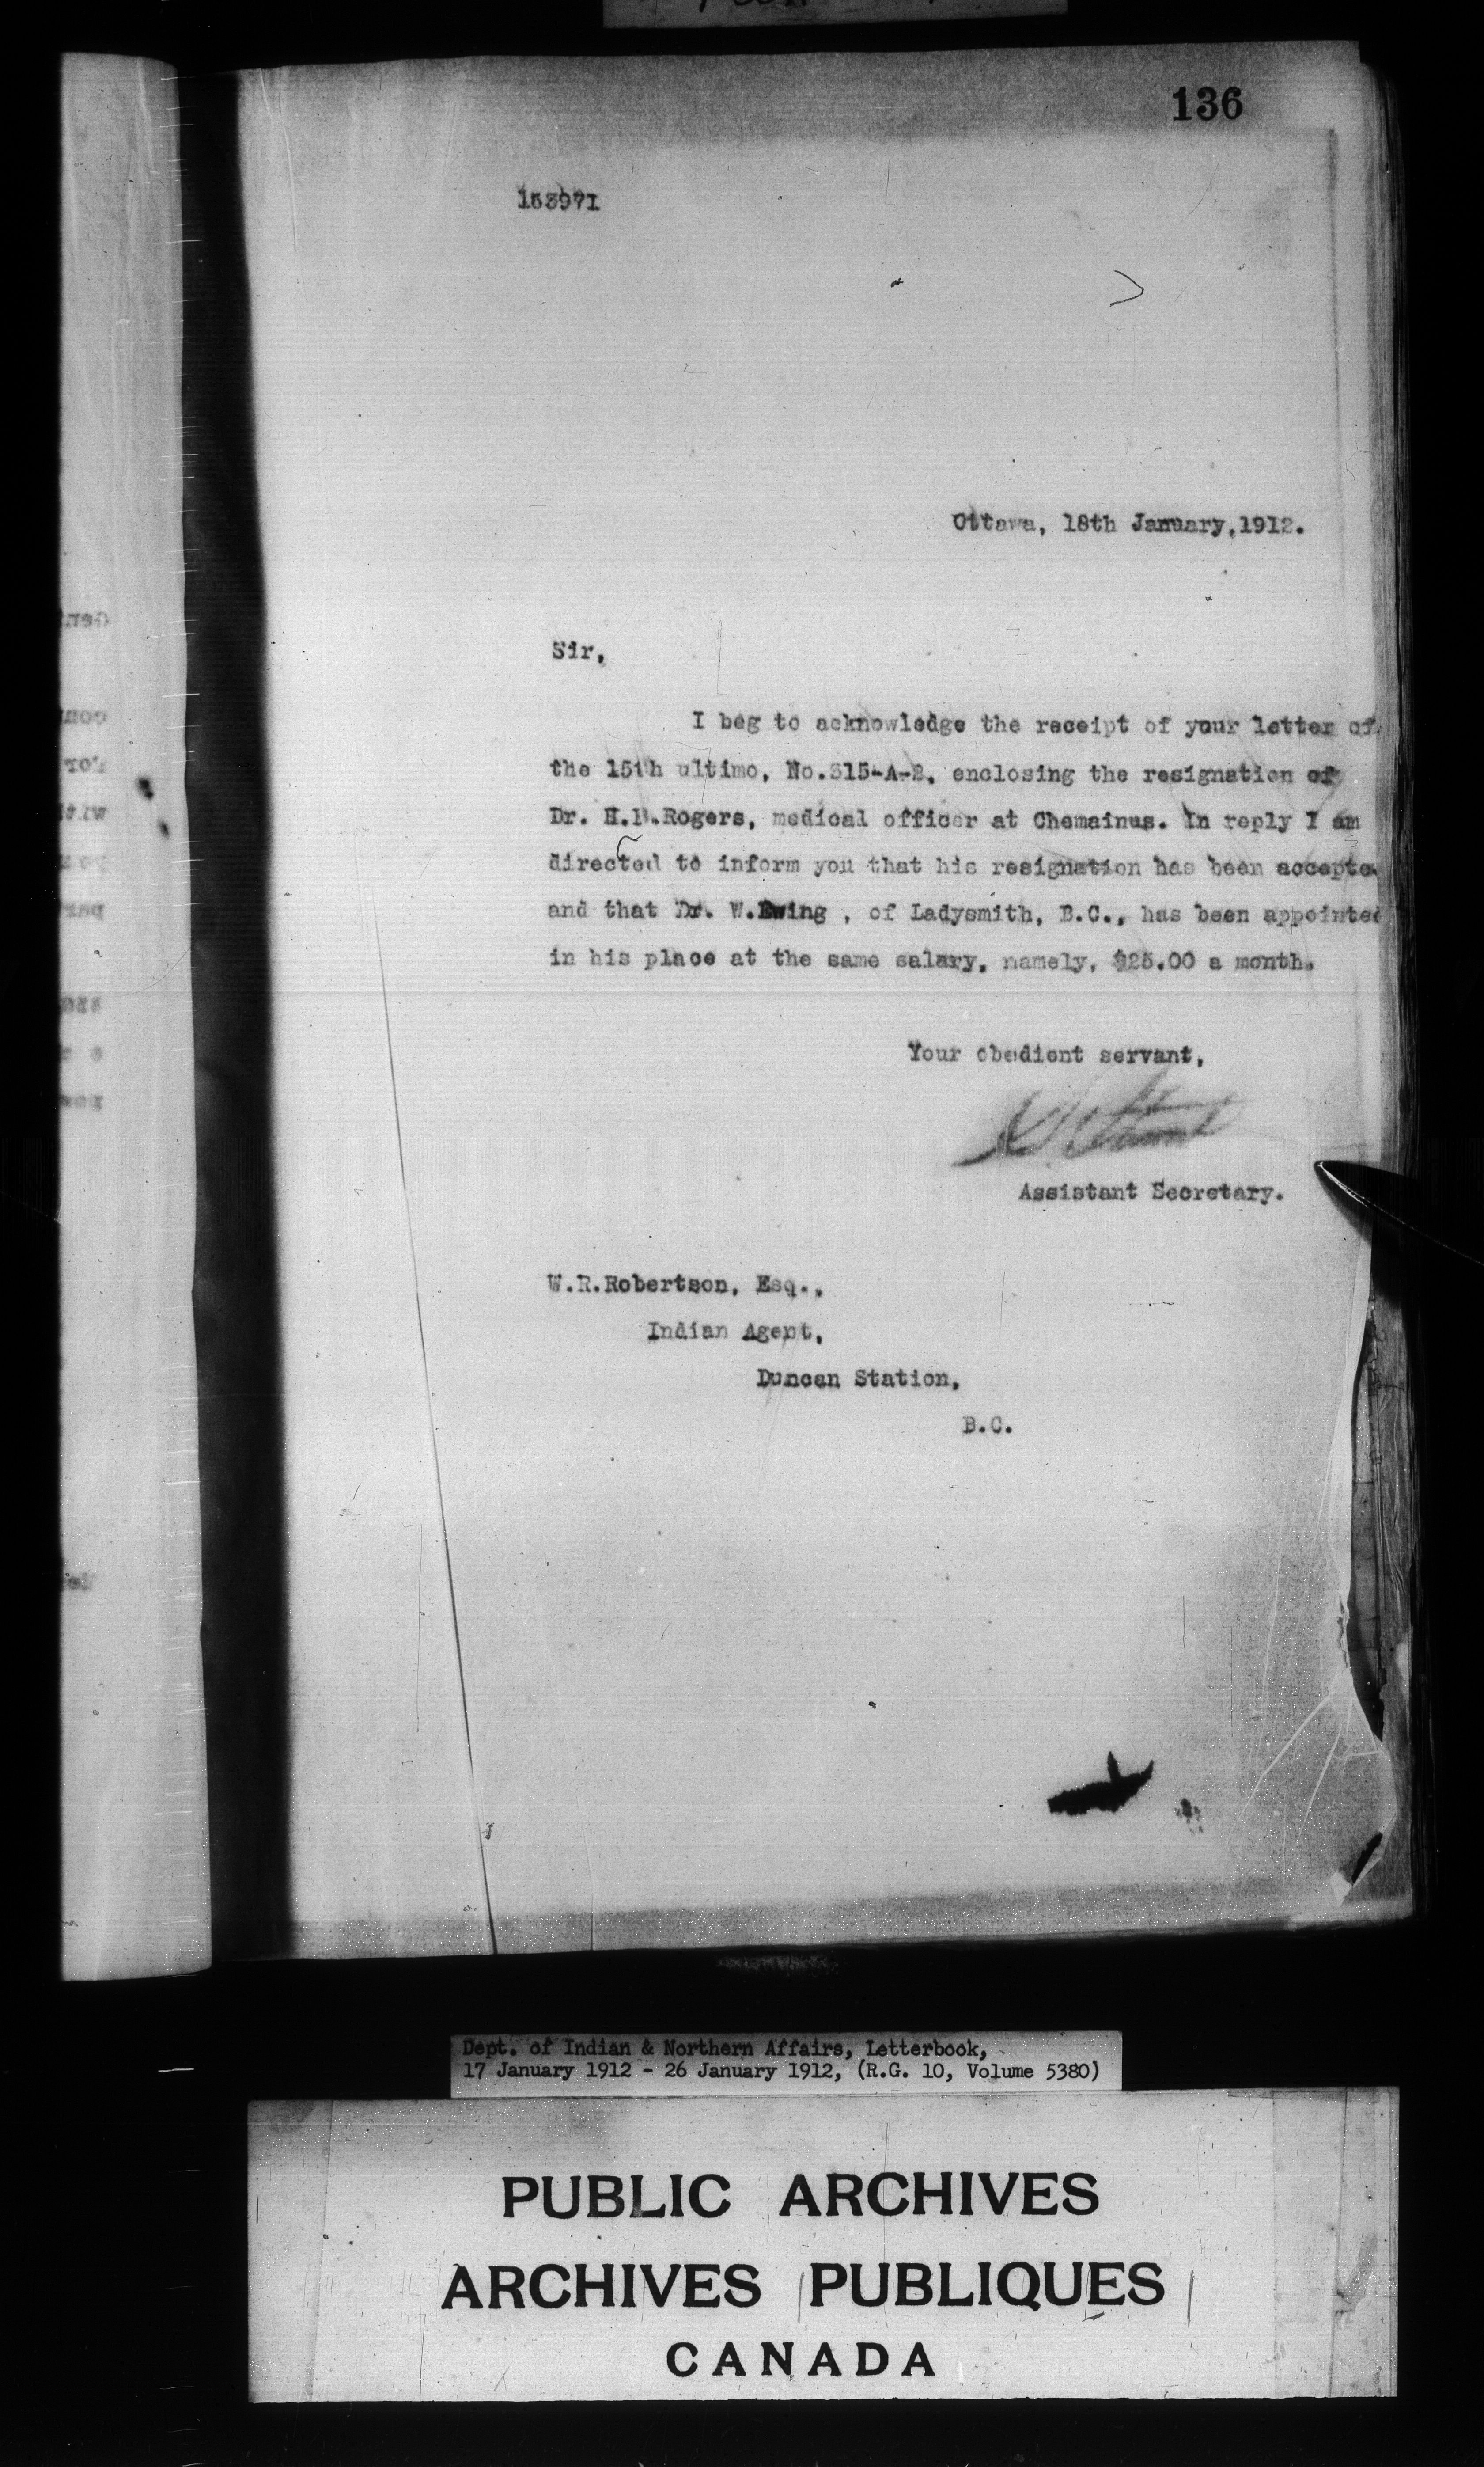 136
153971
Ottawa, 18th January, 1912.
Sir,
I beg to acknowledge the receipt of your letter of
the 15th ultimo, No.315-A-2, enclosing the resignation of
Dr. H.B.Rogers, medical officer at Chemainus. In reply I am
directed to inform you that his resignation has been accepted
and that Dr. W.Ewing , of Ladysmith, B.C., has been appointed
in his place at the same salary, namely, $25.00 a month.
Your obedient servant,
Assistant Secretary.
W.R.Robertson, Esq.,
Indian Agent,
Duncan Station,
B.C.
Dept. of Indian & Northern Affairs, Letterbook,
17 January 1912 - 26 January 1912, (R.G. 10, Volume 5380)
PUBLIC ARCHIVES
ARCHIVES PUBLIQUES
CANADA